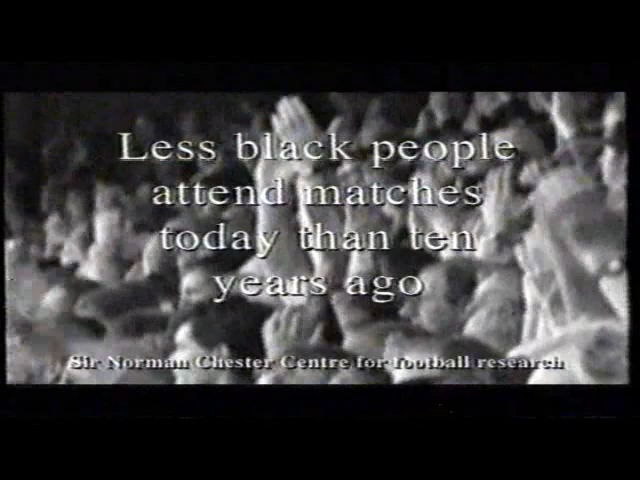 Less black people
attend matches
today than ten
years ago
Sir Norman Chester Centre for football research